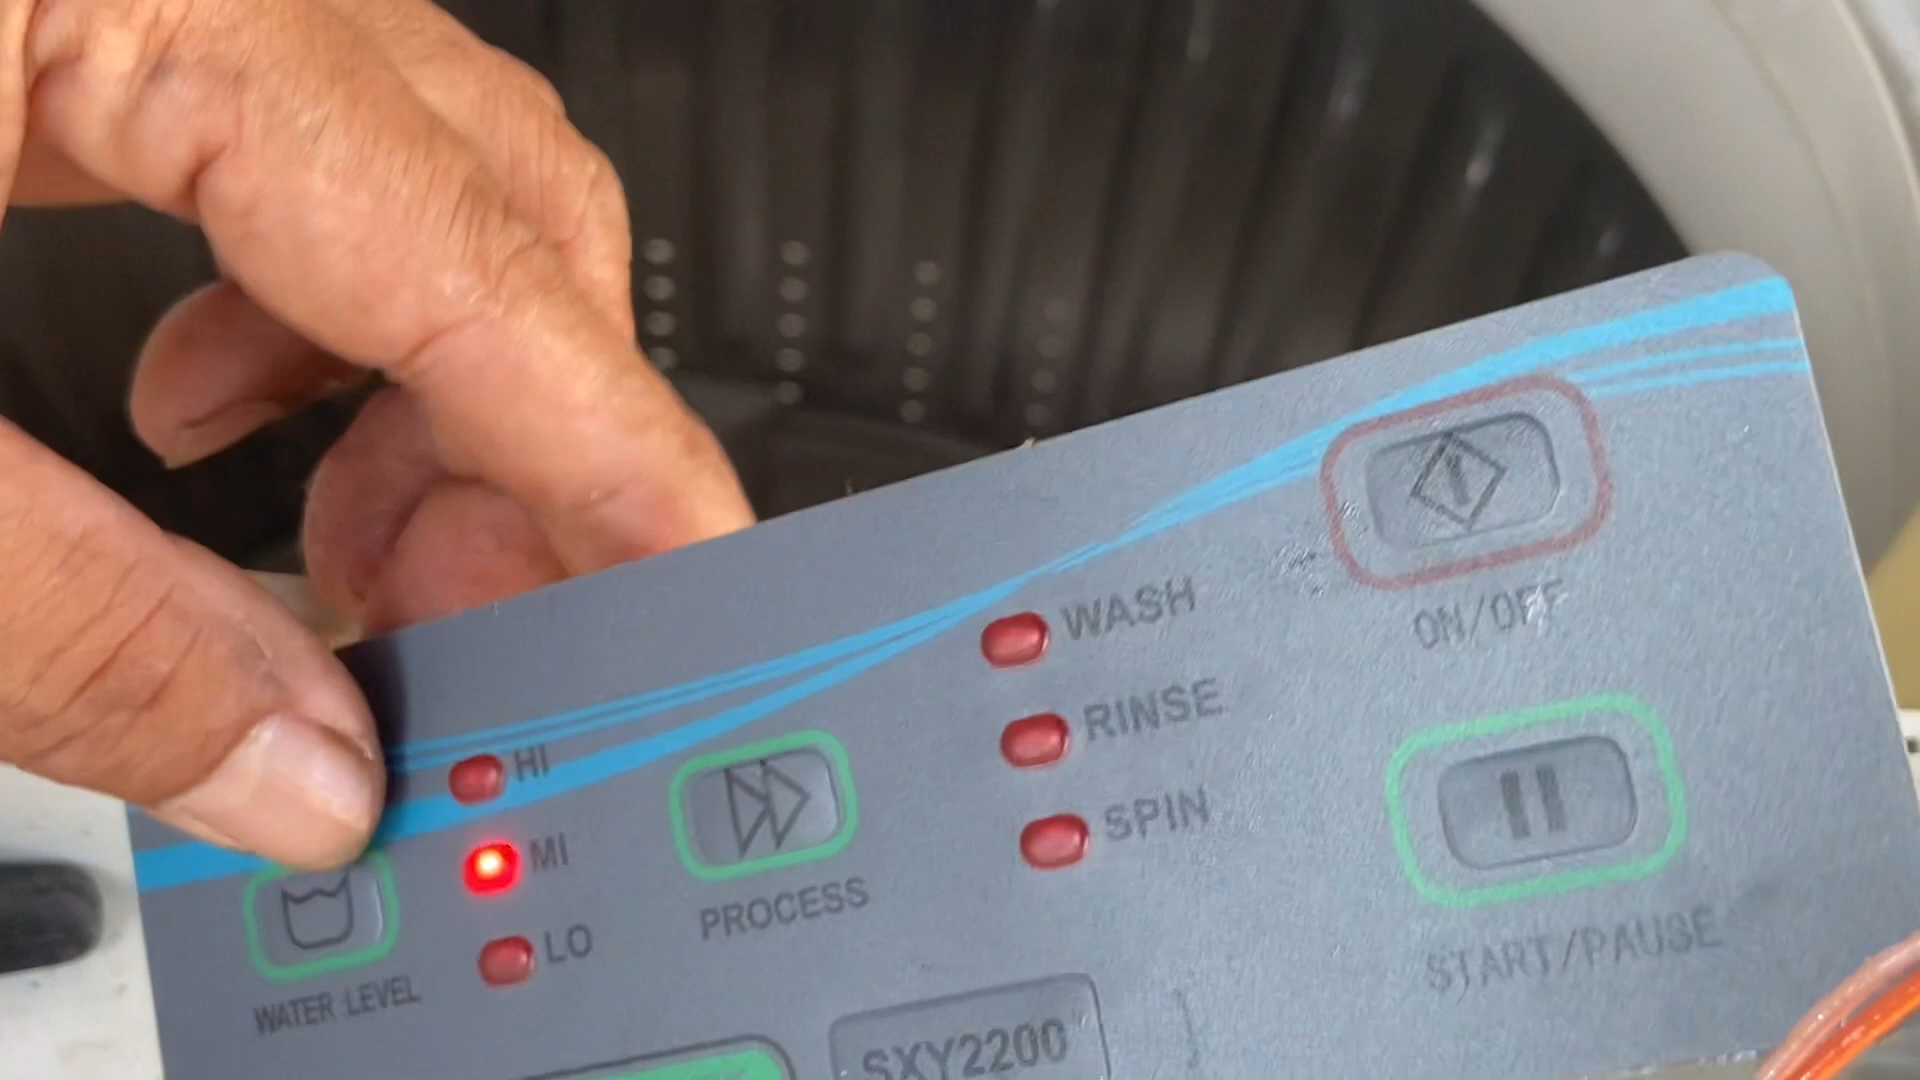 WASH
ON/OFF
RINSE
HI
SPIN
MI
PROCESS
LO
START/PAUSE
WATER LEVEL
SXY2200